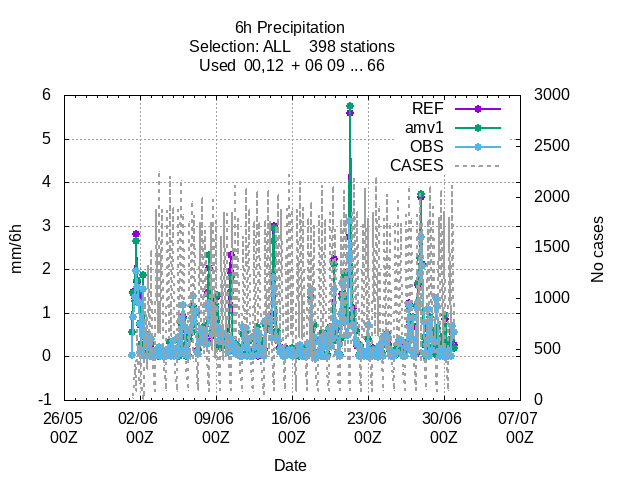 6h Precipitation
Selection: ALL 398 stations
Used 00,12 + 06 09 ... 66
6 3000
REF
5 amv1 2500
OBS
CASES
4 2000
3 1500
2 1000
1
0 500
-1 0
mm/6h
No cases
26/05 02/06 09/06 16/06 23/06 30/06 07/07
00Z 00Z 00Z 00Z 00Z 00Z 00Z
Date